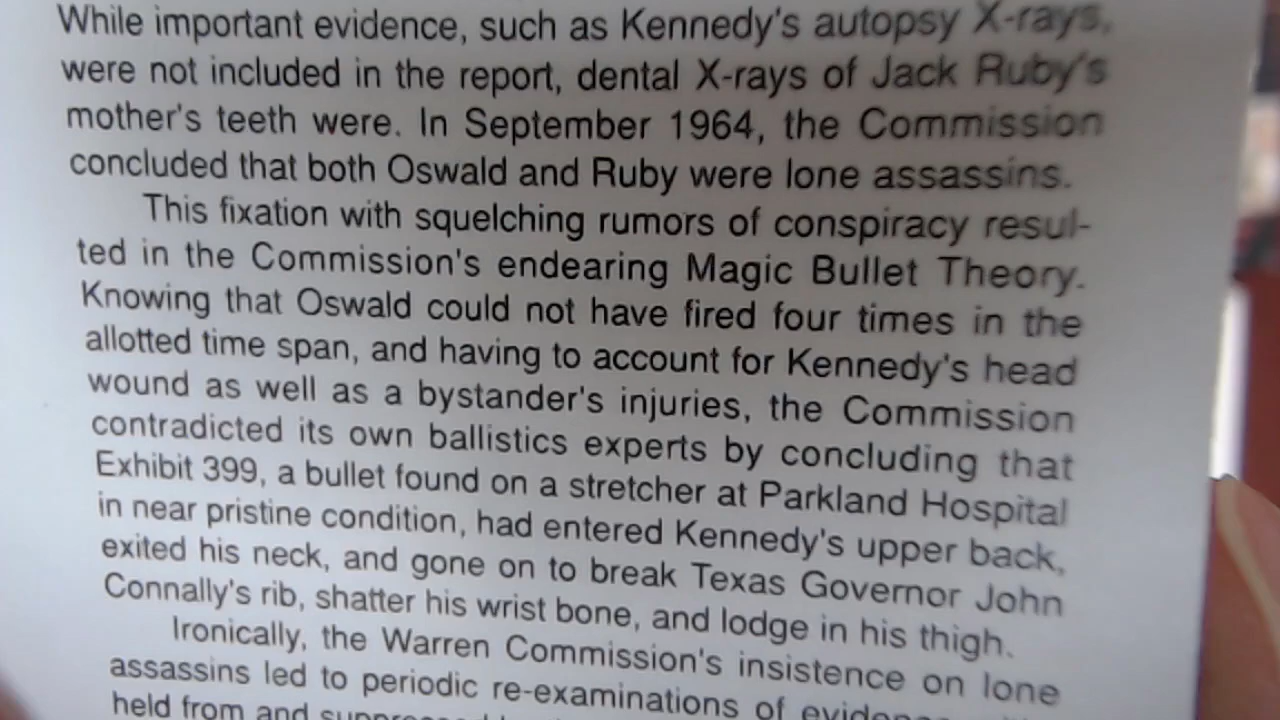 While important evidence, such as Kennedy's autopsy X-rays,
were not included in the report, dental X-rays of Jack Ruby's
mother's teeth were. In September 1964, the Commission
concluded that both Oswald and Ruby were lone assassins.
This fixation with squelching rumors of conspiracy resul-
ted in the Commission's endearing Magic Bullet Theory.
Knowing that Oswald could not have fired four times in the
allotted time span, and having to account for Kennedy's head
wound as well as a bystander's injuries, the Commission
contradicted its own ballistics experts by concluding that
Exhibit 399, a bullet found on a stretcher at Parkland Hospital
in near pristine condition, had entered Kennedy's upper back,
exited his neck, and gone on to break Texas Governor John
Connally's rib, shatter his wrist bone, and lodge in his thigh.
Ironically, the Warren Commission's insistence on lone
assassins led to periodic re-examinations of
held from and